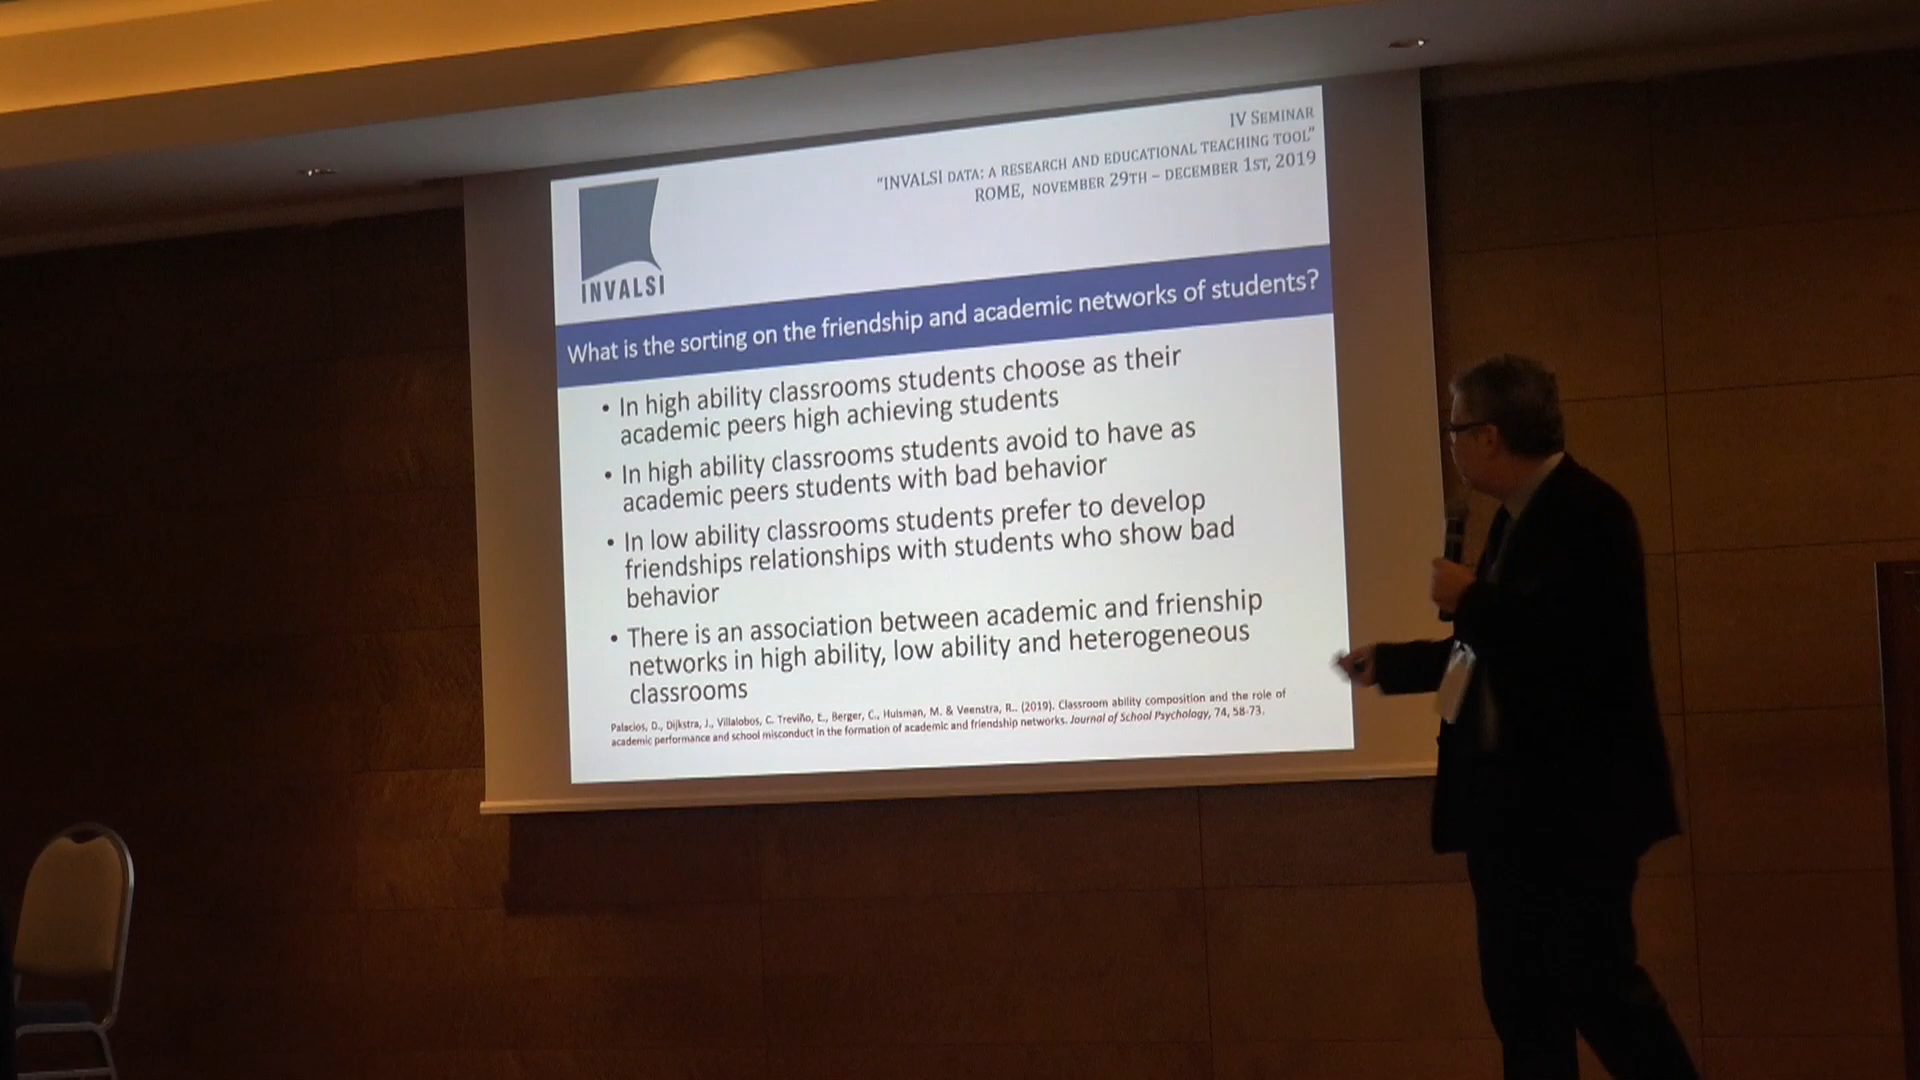 IV SEMINAR
"INVALSI DATA: A RESEARCH AND EDUCATIONAL TEACHING TOOL"
ROME, NOVEMBER 29TH – DECEMBER 1ST, 2019
INVALSI
What is the sorting on the friendship and academic networks of students?
• In high ability classrooms students choose as their
academic peers high achieving students
• In high ability classrooms students avoid to have as
academic peers students with bad behavior
• In low ability classrooms students prefer to develop
friendships relationships with students who show bad
behavior
• There is an association between academic and frienship
networks in high ability, low ability and heterogeneous
classrooms
Palacios, D., Dijkstra, J., Villalobos, C. Treviño, E., Berger, C., Huisman, M. & Veenstra, R.. (2019). Classroom ability composition and the role of
academic performance and school misconduct in the formation of academic and friendship networks. Journal of School Psychology, 74, 58-73.